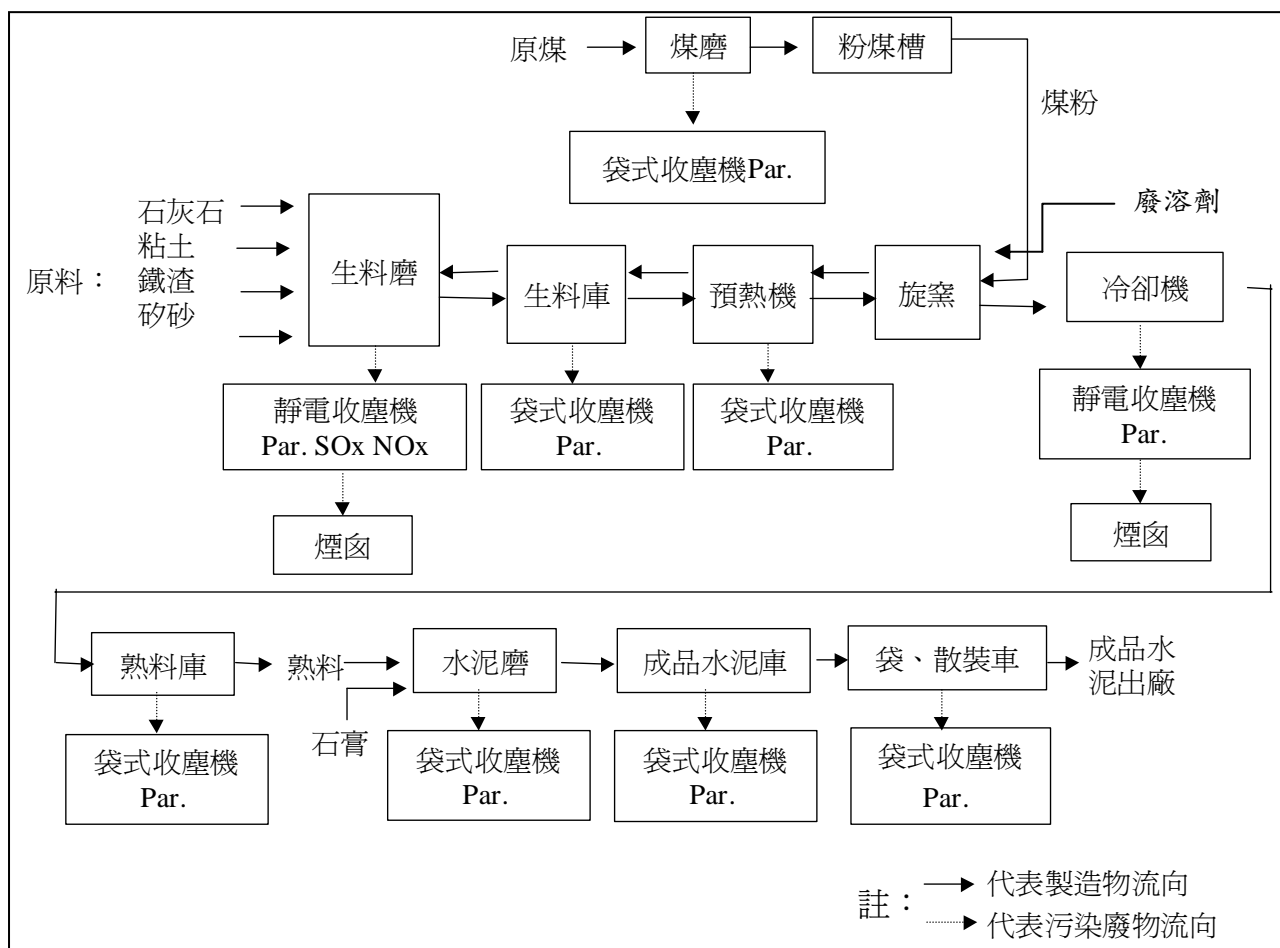 原煤
煤磨
粉煤槽
煤粉
袋式收塵機Par.
原料：
石灰石
粘土
鐵渣
矽砂
生料磨
生料庫
預熱機
旋窯
廢溶劑
冷卻機
靜電收塵機
Par. SOx NOx
袋式收塵機
Par.
袋式收塵機
Par.
靜電收塵機
Par.
煙囪
煙囪
熟料庫
熟料
石膏
水泥磨
成品水泥庫
袋、散裝車
成品水
泥出廠
袋式收塵機
Par.
袋式收塵機
Par.
袋式收塵機
Par.
袋式收塵機
Par.
註：
代表製造物流向
代表污染廢物流向